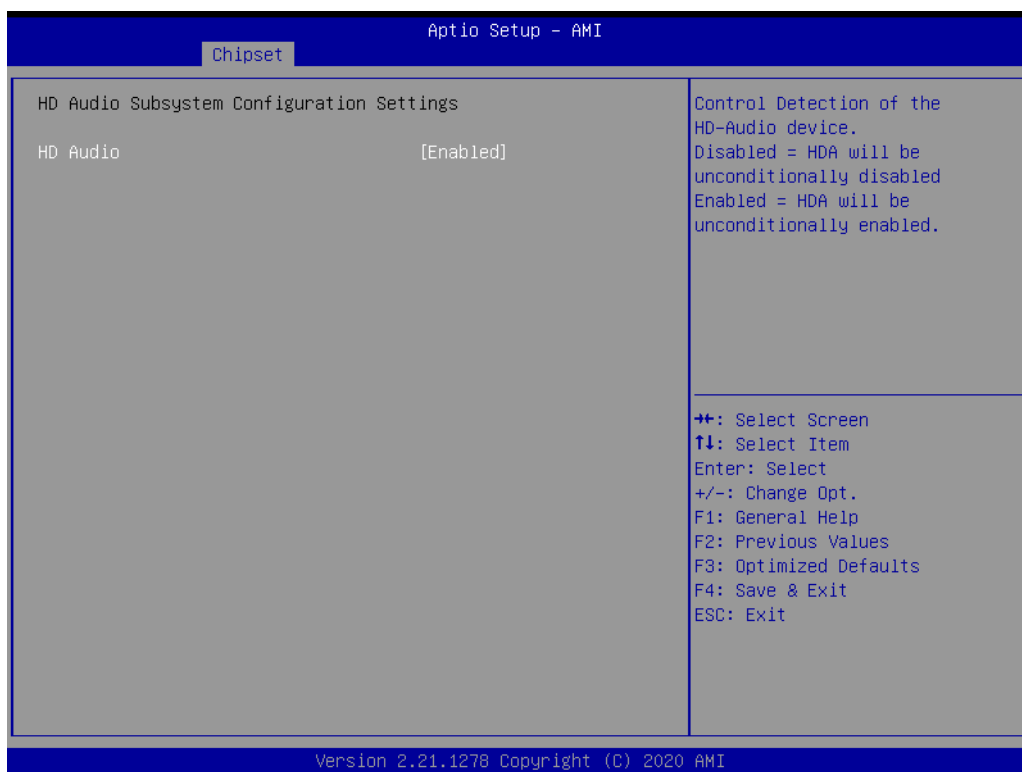 Aptio Setup – AMI
Chipset
HD Audio Subsystem Configuration Settings
HD Audio [Enabled]
Control Detection of the
HD-Audio device.
Disabled = HDA will be
unconditionally disabled
Enabled = HDA will be
unconditionally enabled.
→←: Select Screen
↑↓: Select Item
Enter: Select
+/-: Change Opt.
F1: General Help
F2: Previous Values
F3: Optimized Defaults
F4: Save & Exit
ESC: Exit
Version 2.21.1278 Copyright (C) 2020 AMI